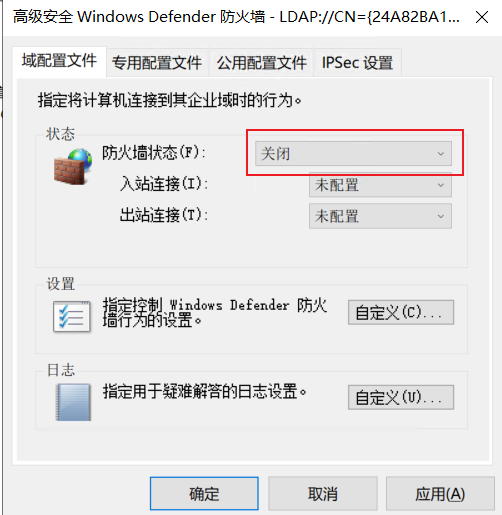 高级安全 Windows Defender 防火墙 - LDAP://CN={24A82BA1...
域配置文件 专用配置文件 公用配置文件 IPSec 设置
指定将计算机连接到其企业域时的行为。
状态
防火墙状态(F): 关闭
入站连接(I): 未配置
出站连接(T): 未配置
设置
指定控制 Windows Defender 防火
墙行为的设置。
自定义(C)...
日志
指定用于疑难解答的日志设置。
自定义(U)...
确定 取消 应用(A)